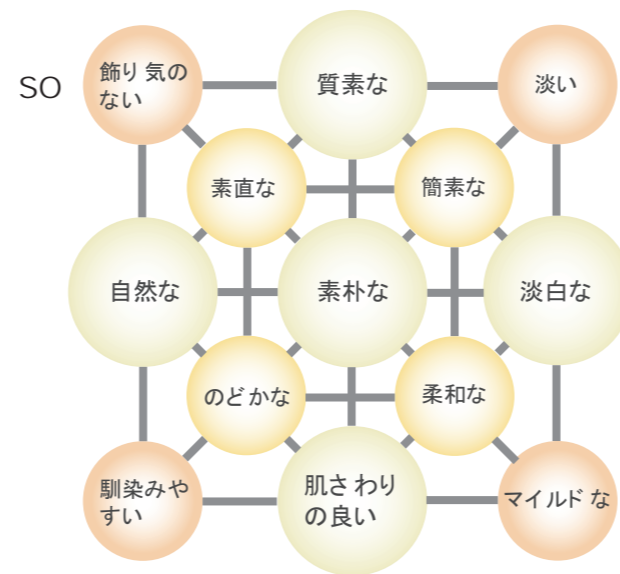 SO
飾り気の
ない
質素な
淡い
素直な
簡素な
自然な
素朴な
淡白な
のどかな
柔和な
馴染みや
すい
肌さわり
の良い
マイルドな